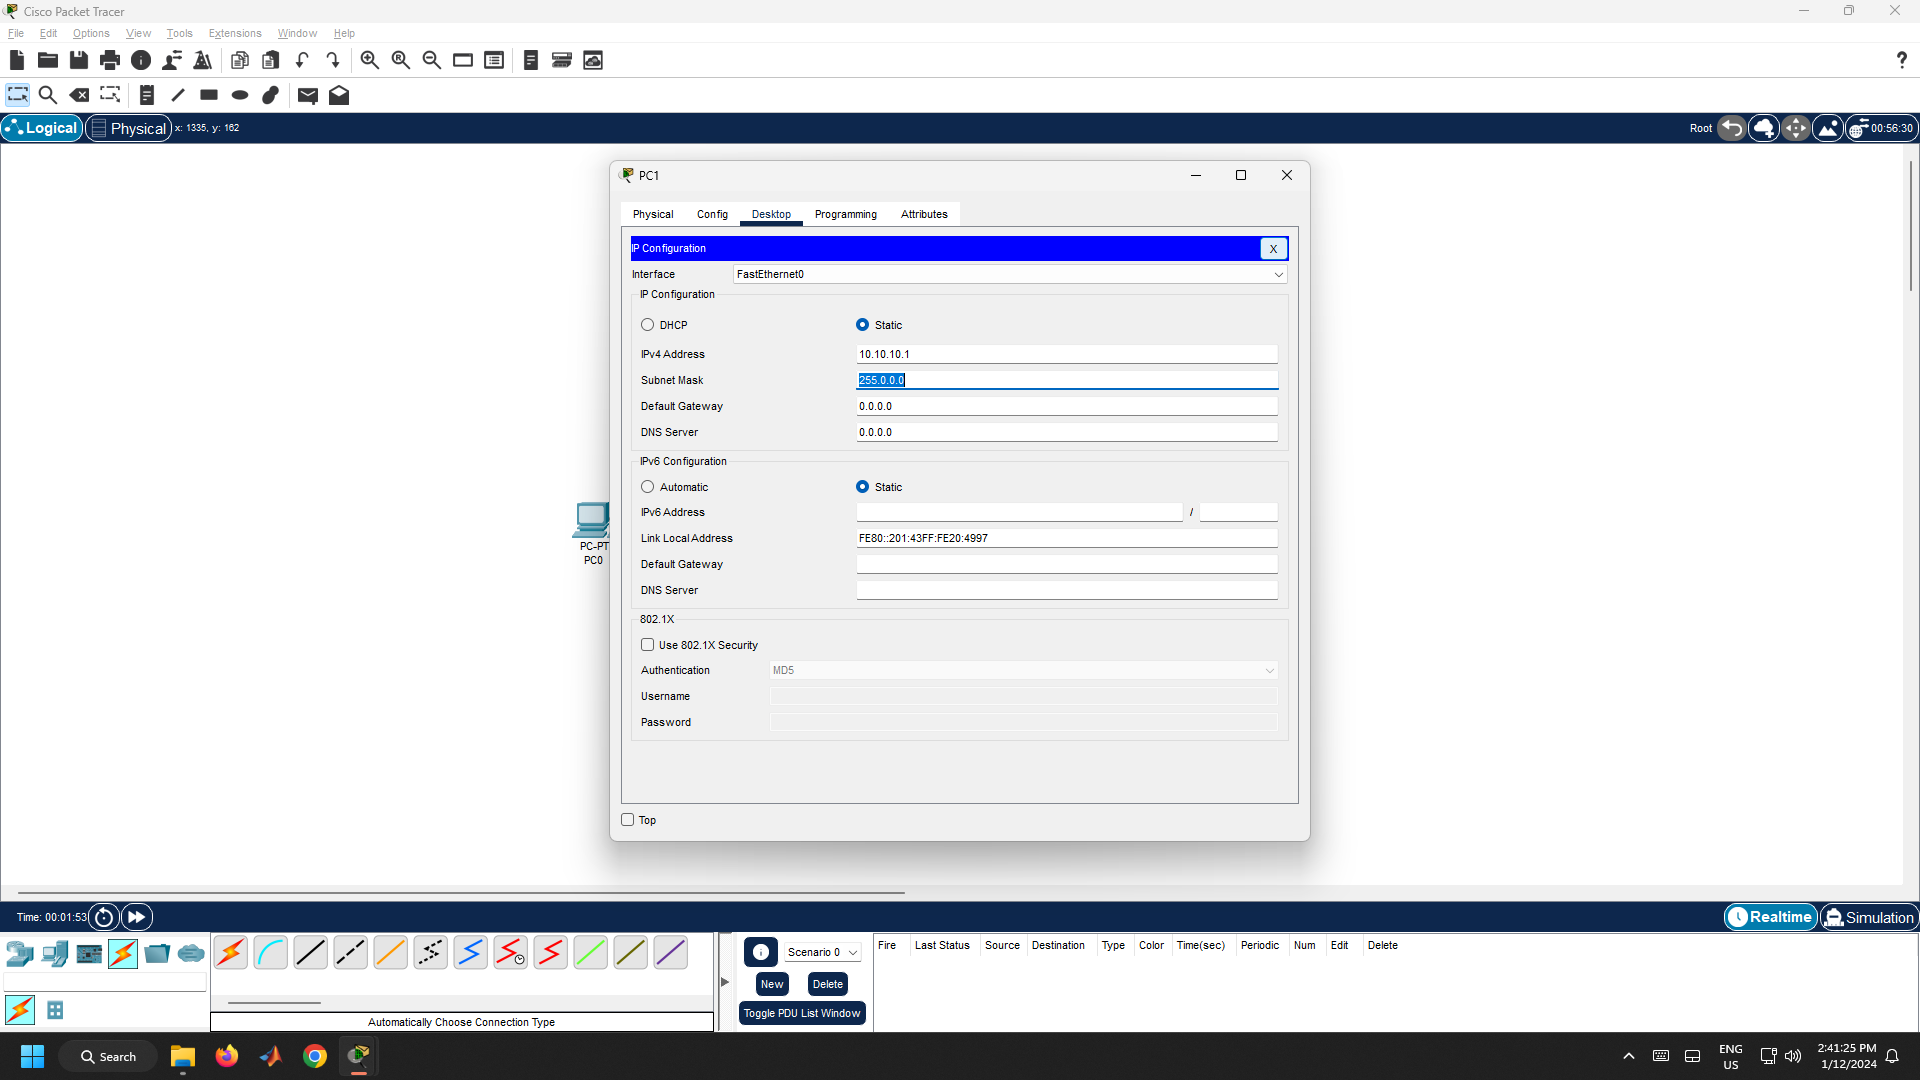 Cisco Packet Tracer
File Edit Options View Tools Extensions Window Help
?
Logical Physical x: 1335, y: 162 Root 00:56:30
PC1
Physical Config Desktop Programming Attributes
IP Configuration X
Interface FastEthernet0
IP Configuration
DHCP Static
IPv4 Address 10.10.10.1
Subnet Mask 255.0.0.0
Default Gateway 0.0.0.0
DNS Server 0.0.0.0
IPv6 Configuration
Automatic Static
IPv6 Address /
Link Local Address FE80::201:43FF:FE20:4997
Default Gateway
DNS Server
802.1X
Use 802.1X Security
Authentication MD5
Username
Password
Top
PC-PT
PC0
Time: 00:01:53 Realtime Simulation
Scenario 0
New Delete
Toggle PDU List Window
Fire Last Status Source Destination Type Color Time(sec) Periodic Num Edit Delete
Automatically Choose Connection Type
Search
ENG
US
2:41:25 PM
1/12/2024